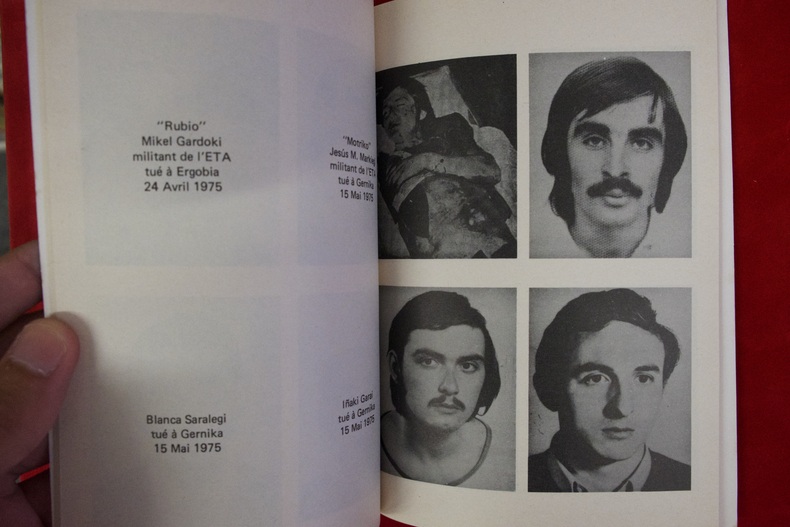 "Rubio"
Mikel Gardoki
militant de l'ETA
tué à Ergobia
24 Avril 1975
"Motriko"
Jesús M. Markiegi
militant de l'ETA
tué à Gernika
15 Mai 1975
Blanca Saralegi
tué à Gernika
15 Mai 1975
Iñaki Garai
tué à Gernika
15 Mai 1975